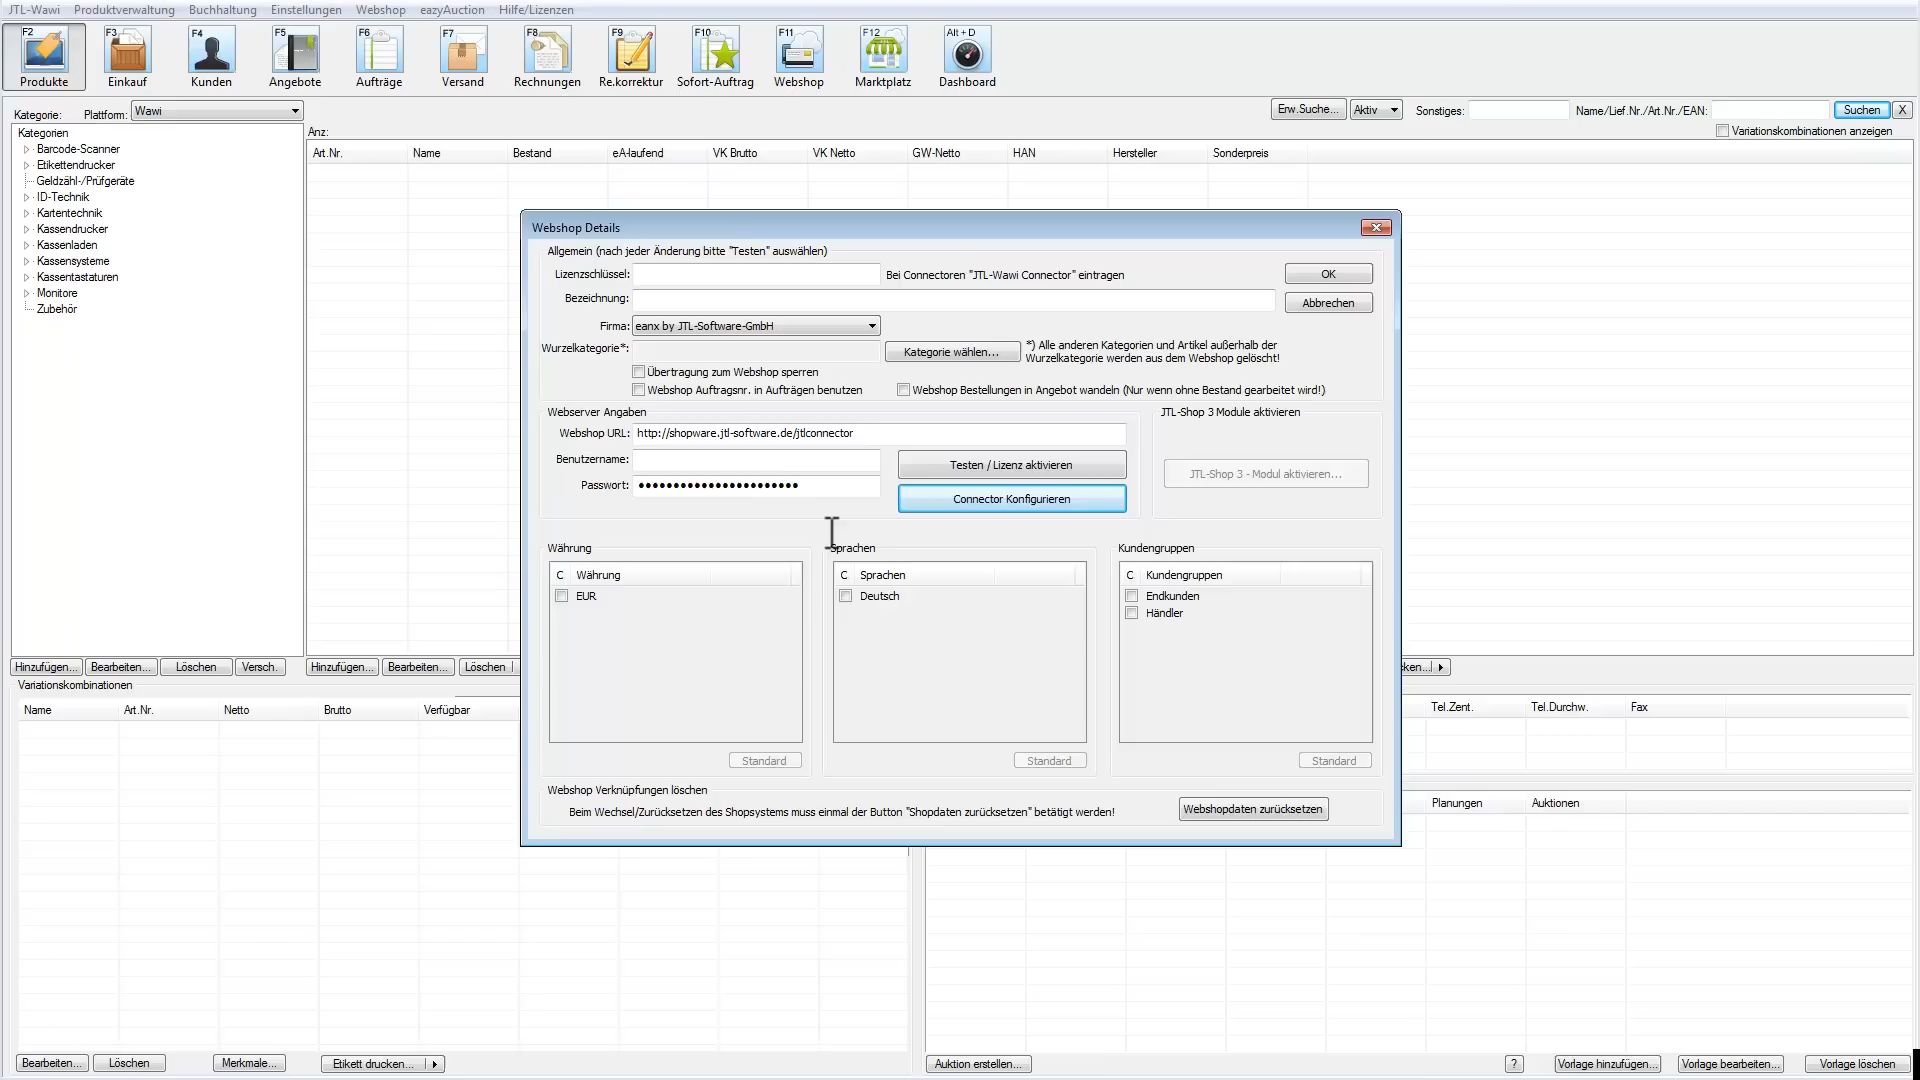 JTL-Wawi Produktverwaltung Buchhaltung Einstellungen Webshop eazyAuction Hilfe/Lizenzen
F2 F3 F4 F5 F6 F7 F8 F9 F10 F11 F12 Alt + D
Produkte Einkauf Kunden Angebote Aufträge Versand Rechnungen Re.korrektur Sofort-Auftrag Webshop Marktplatz Dashboard
Kategorie: Plattform: Wawi
Erw.Suche... Aktiv Sonstiges: Name/Lief.Nr./Art.Nr./EAN: Suchen X
Variationskombinationen anzeigen
Kategorien
Barcode-Scanner
Etikettendrucker
Geldzähl-/Prüfgeräte
ID-Technik
Kartentechnik
Kassendrucker
Kassenladen
Kassensysteme
Kassentastaturen
Monitore
Zubehör
Anz:
Art.Nr. Name Bestand eA-laufend VK Brutto VK Netto GW-Netto HAN Hersteller Sonderpreis
Webshop Details
Allgemein (nach jeder Änderung bitte "Testen" auswählen)
Lizenzschlüssel: Bei Connectoren "JTL-Wawi Connector" eintragen OK
Bezeichnung: Abbrechen
Firma: eanx by JTL-Software-GmbH
Wurzelkategorie*: Kategorie wählen... *) Alle anderen Kategorien und Artikel außerhalb der
Wurzelkategorie werden aus dem Webshop gelöscht!
Übertragung zum Webshop sperren
Webshop Auftragsnr. in Aufträgen benutzen Webshop Bestellungen in Angebot wandeln (Nur wenn ohne Bestand gearbeitet wird!)
Webserver Angaben JTL-Shop 3 Module aktivieren
Webshop URL: http://shopware.jtl-software.de/jtlconnector
Benutzername: Testen / Lizenz aktivieren
JTL-Shop 3 - Modul aktivieren...
Passwort: •••••••••••••••••••••••
Connector Konfigurieren
Währung Sprachen Kundengruppen
C Währung C Sprachen C Kundengruppen
EUR Deutsch Endkunden
Händler
Standard Standard Standard
Webshop Verknüpfungen löschen
Beim Wechsel/Zurücksetzen des Shopsystems muss einmal der Button "Shopdaten zurücksetzen" betätigt werden! Webshopdaten zurücksetzen
Hinzufügen... Bearbeiten... Löschen Versch. Hinzufügen... Bearbeiten... Löschen cken...
Variationskombinationen
Name Art.Nr. Netto Brutto Verfügbar
Tel.Zent. Tel.Durchw. Fax
Planungen Auktionen
Bearbeiten... Löschen Merkmale... Etikett drucken... Auktion erstellen... ? Vorlage hinzufügen... Vorlage bearbeiten... Vorlage löschen